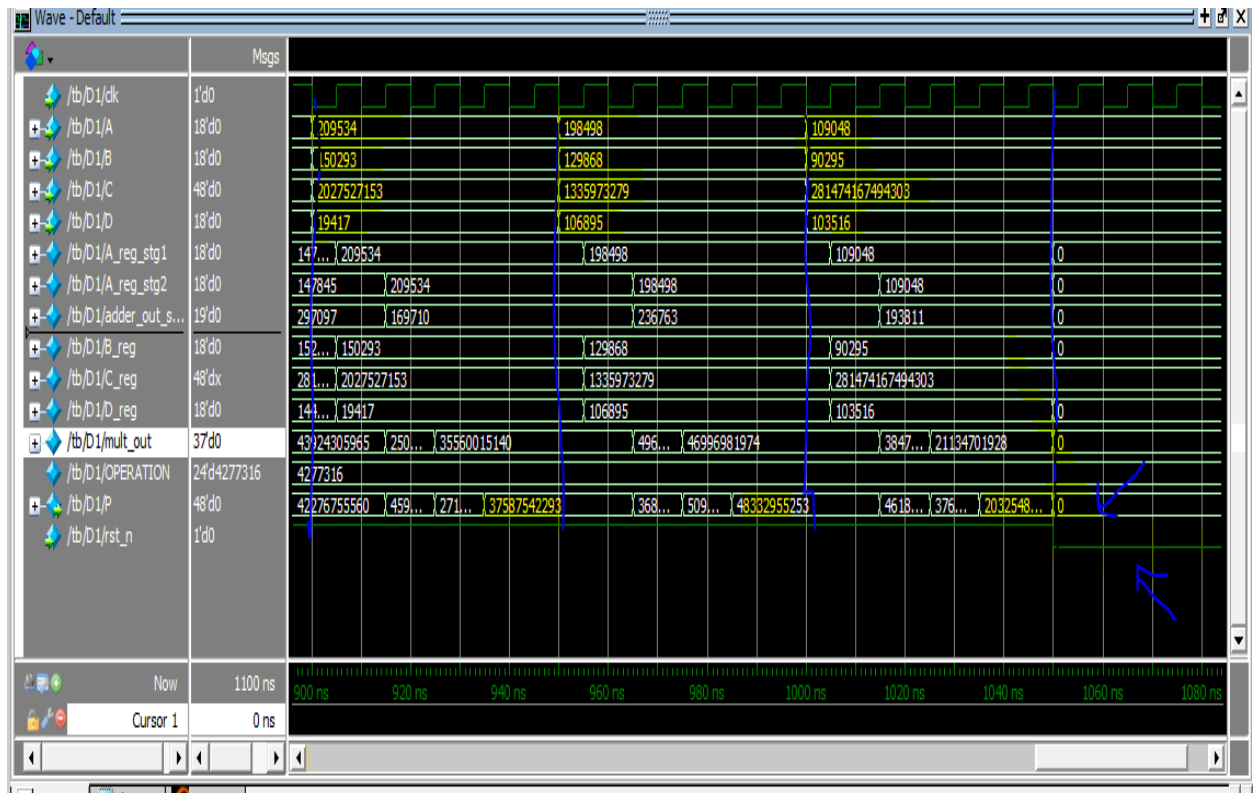 Wave - Default
Msgs
/tb/D1/clk 1'd0
/tb/D1/A 18'd0 209534 198498 109048
/tb/D1/B 18'd0 150293 129868 90295
/tb/D1/C 48'd0 2027527153 1335973279 281474167494303
/tb/D1/D 18'd0 19417 106895 103516
/tb/D1/A_reg_stg1 18'd0 147... 209534 198498 109048 0
/tb/D1/A_reg_stg2 18'd0 147845 209534 198498 109048 0
/tb/D1/adder_out_s... 19'd0 297097 169710 236763 193811 0
/tb/D1/B_reg 18'd0 152... 150293 129868 90295 0
/tb/D1/C_reg 48'dx 281... 2027527153 1335973279 281474167494303
/tb/D1/D_reg 18'd0 144... 19417 106895 103516 0
/tb/D1/mult_out 37'd0 43924305965 250... 35560015140 496... 46996981974 3847... 21134701928 0
/tb/D1/OPERATION 24'd4277316 4277316
/tb/D1/P 48'd0 42276755560 459... 271... 37587542293 368... 509... 48332955253 4618... 376... 2032548... 0
/tb/D1/rst_n 1'd0
Now 1100 ns 900 ns 920 ns 940 ns 960 ns 980 ns 1000 ns 1020 ns 1040 ns 1060 ns 1080 ns
Cursor 1 0 ns